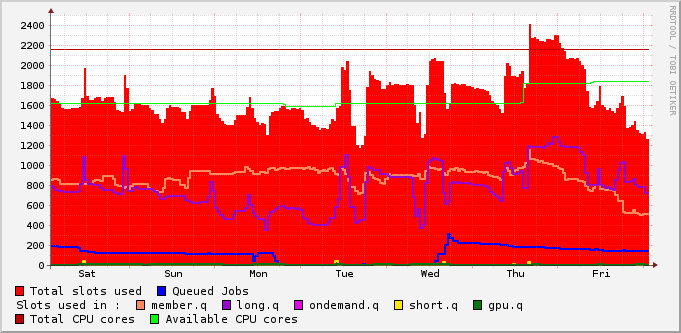 2400
2200
2000
1800
1600
1400
1200
1000
800
600
400
200
0
Sat Sun Mon Tue Wed Thu Fri
Total slots used Queued Jobs
Slots used in : member.q long.q ondemand.q short.q gpu.q
Total CPU cores Available CPU cores
RRDTOOL / TOBI OETIKER